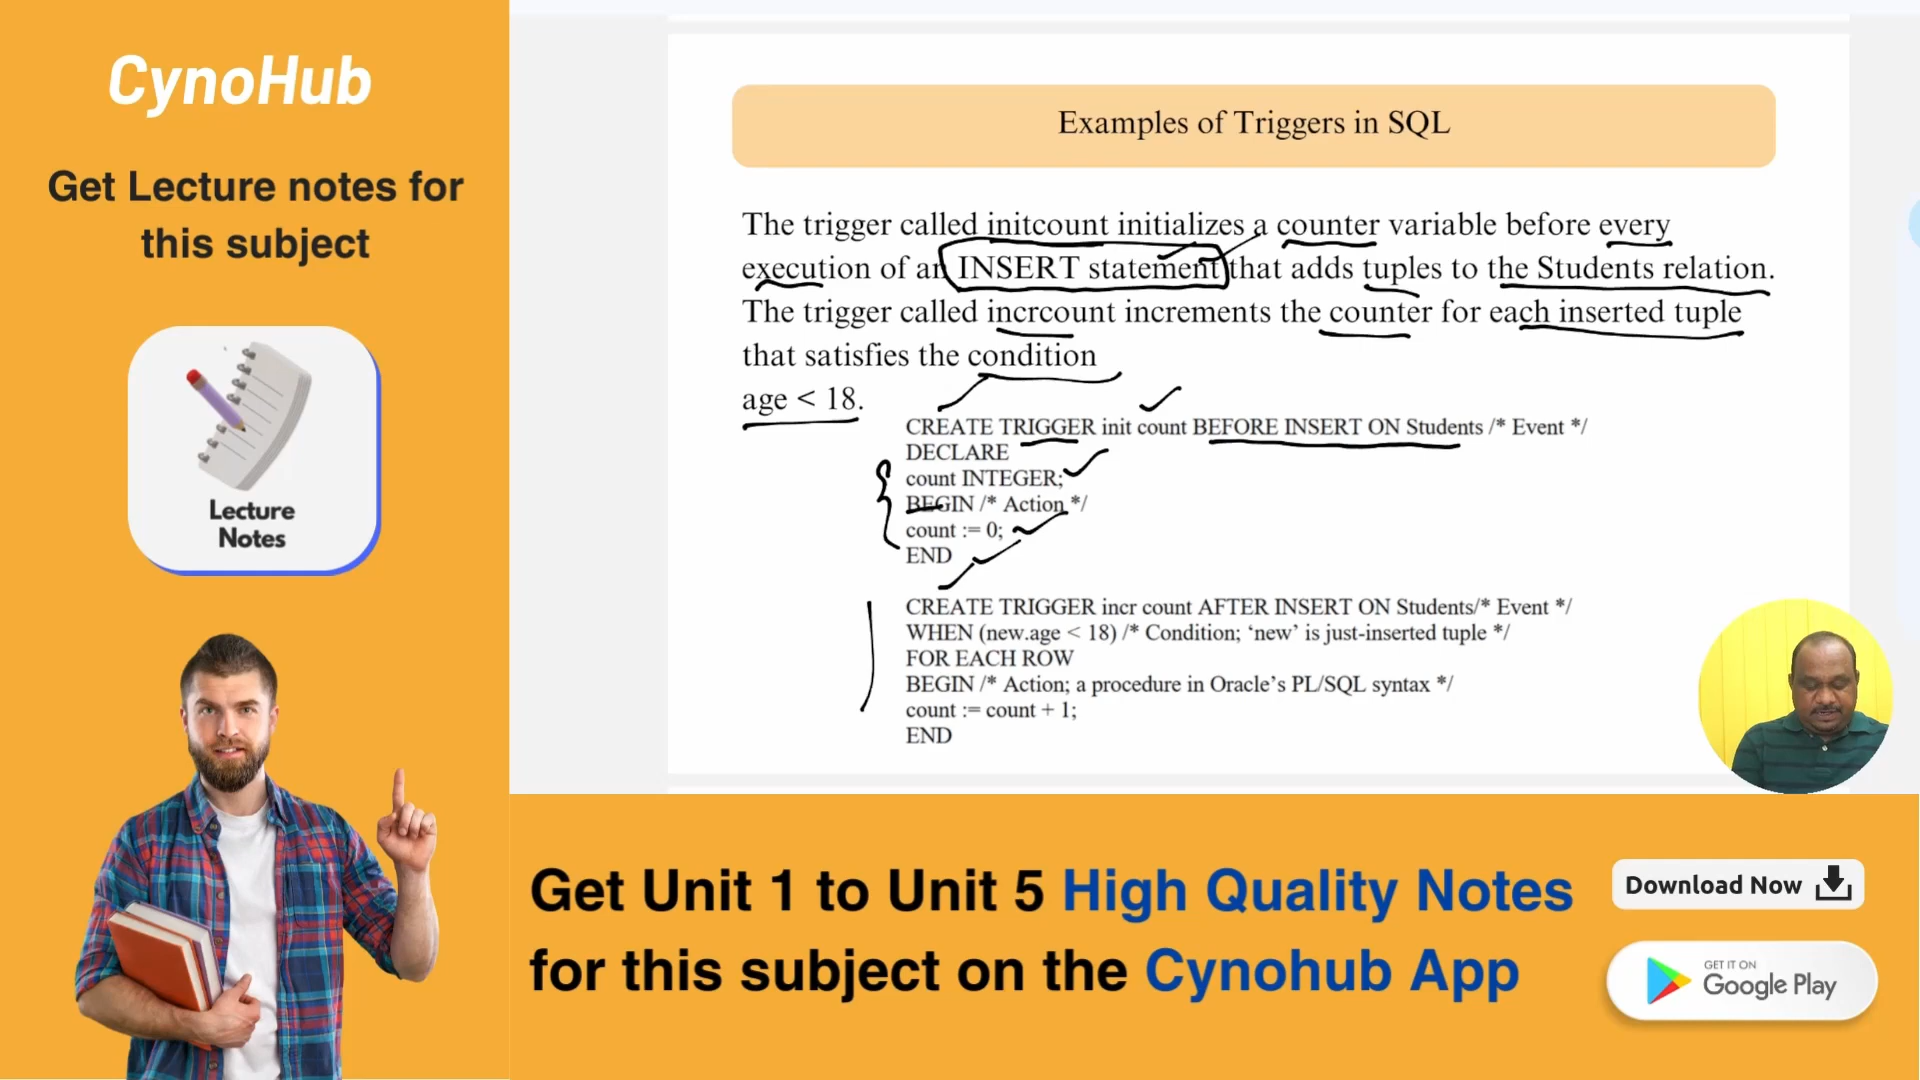 CynoHub
Get Lecture notes for
this subject
Lecture
Notes
Examples of Triggers in SQL
The trigger called initcount initializes a counter variable before every
execution of an INSERT statement that adds tuples to the Students relation.
The trigger called incrcount increments the counter for each inserted tuple
that satisfies the condition
age < 18.
CREATE TRIGGER init count BEFORE INSERT ON Students /* Event */
DECLARE
count INTEGER;
BEGIN /* Action */
count := 0;
END
CREATE TRIGGER incr count AFTER INSERT ON Students/* Event */
WHEN (new.age < 18) /* Condition; ‘new’ is just-inserted tuple */
FOR EACH ROW
BEGIN /* Action; a procedure in Oracle’s PL/SQL syntax */
count := count + 1;
END
Get Unit 1 to Unit 5 High Quality Notes
for this subject on the Cynohub App
Download Now
GET IT ON
Google Play